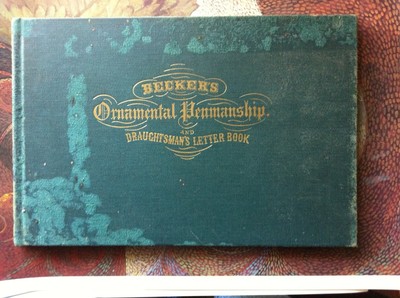 BECKER'S
Ornamental Penmanship.
AND
DRAUGHTSMAN'S LETTER BOOK